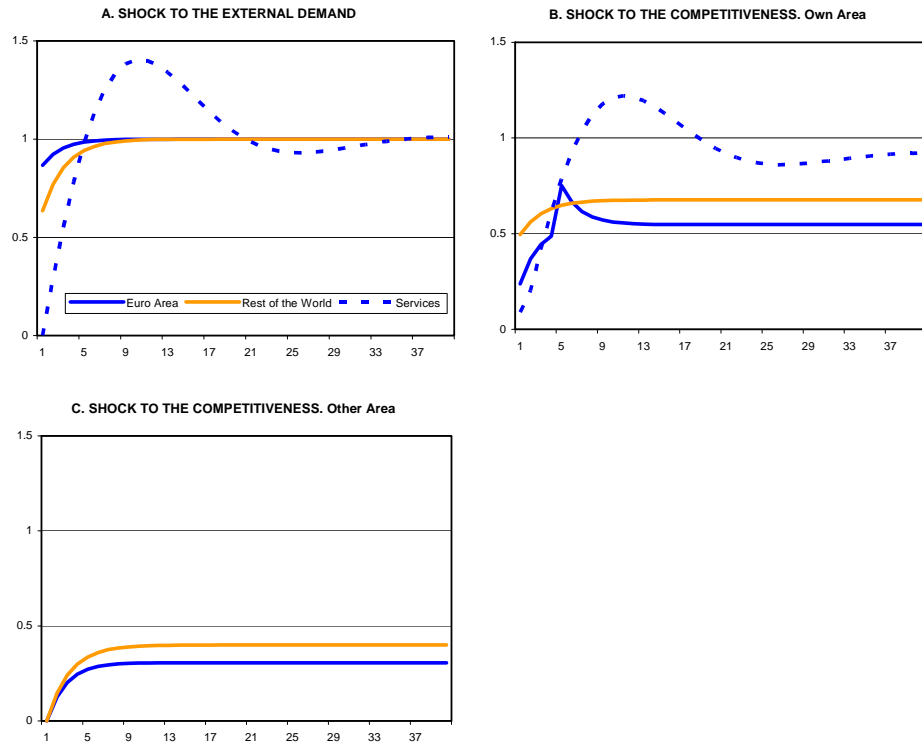 A. SHOCK TO THE EXTERNAL DEMAND
1.5
1
0.5
0
Euro Area Rest of the World Services
1 5 9 13 17 21 25 29 33 37
B. SHOCK TO THE COMPETITIVENESS. Own Area
1.5
1
0.5
0
1 5 9 13 17 21 25 29 33 37
C. SHOCK TO THE COMPETITIVENESS. Other Area
1.5
1
0.5
0
1 5 9 13 17 21 25 29 33 37